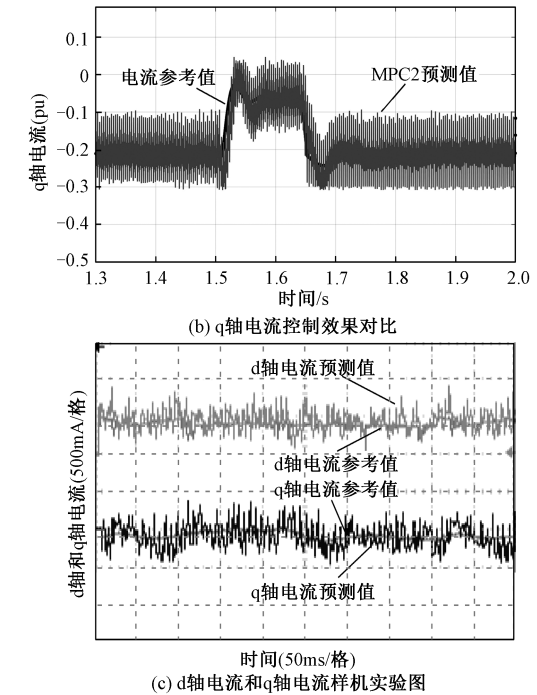 0.1
0
−0.1
−0.2
−0.3
−0.4
−0.5
q轴电流(pu)
电流参考值
MPC2预测值
1.3 1.4 1.5 1.6 1.7 1.8 1.9 2.0
时间/s
(b) q轴电流控制效果对比
d轴和q轴电流(500mA/格)
d轴电流预测值
d轴电流参考值
q轴电流参考值
q轴电流预测值
时间(50ms/格)
(c) d轴电流和q轴电流样机实验图